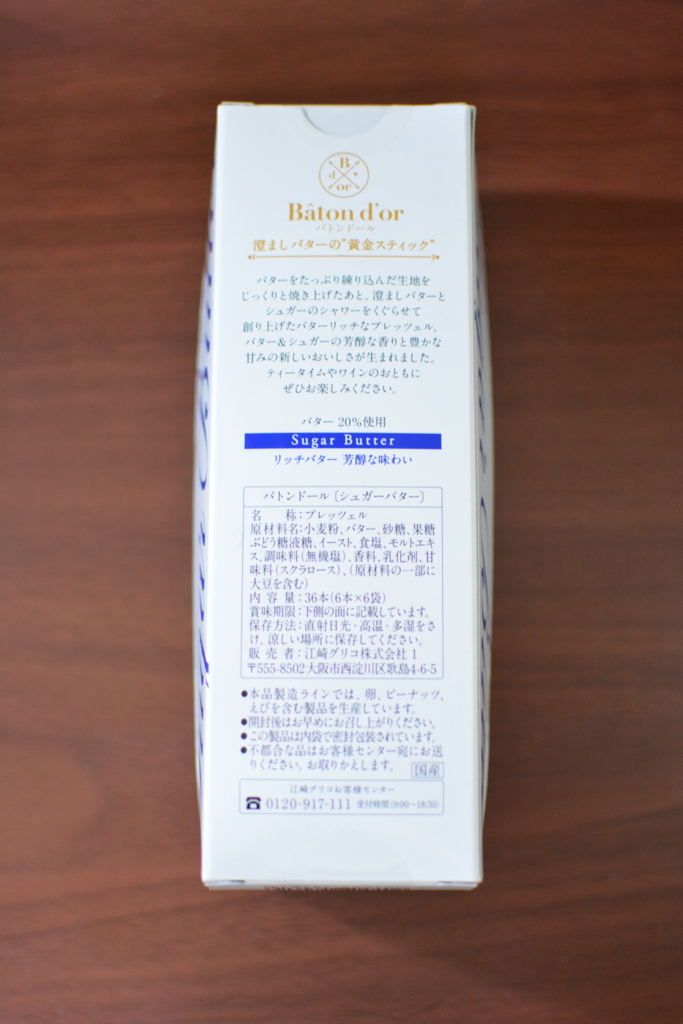 B
d
or
Bâton d'or
バトンドール
澄ましバターの"黄金スティック"
バターをたっぷり練り込んだ生地を
じっくりと焼き上げたあと、澄ましバターと
シュガーのシャワーをくぐらせて
創り上げたバターリッチなプレッツェル。
バター&シュガーの芳醇な香りと豊かな
甘みの新しいおいしさが生まれました。
ティータイムやワインのおともに
ぜひお楽しみください。
バター 20%使用
Sugar Butter
リッチバター 芳醇な味わい
バトンドール〔シュガーバター〕
名 称:プレッツェル
原材料名:小麦粉、バター、砂糖、果糖
ぶどう糖液糖、イースト、食塩、モルトエキ
ス、調味料(無機塩)、香料、乳化剤、甘
味料(スクラロース)、(原材料の一部に
大豆を含む)
内 容 量:36本(6本×6袋)
賞味期限:下側の面に記載しています。
保存方法:直射日光・高温・多湿をさ
け、涼しい場所に保存してください。
販 売 者:江崎グリコ株式会社 1
〒555-8502大阪市西淀川区歌島4-6-5
●本品製造ラインでは、卵、ピーナッツ、
えびを含む製品を生産しています。
●開封後はお早めにお召し上がりください。
●この製品は内袋で密封包装されています。
●不都合な品はお客様センター宛にお送
りください。お取りかえします。
国産
江崎グリコお客様センター
☎0120-917-111 受付時間(9:00〜18:30)